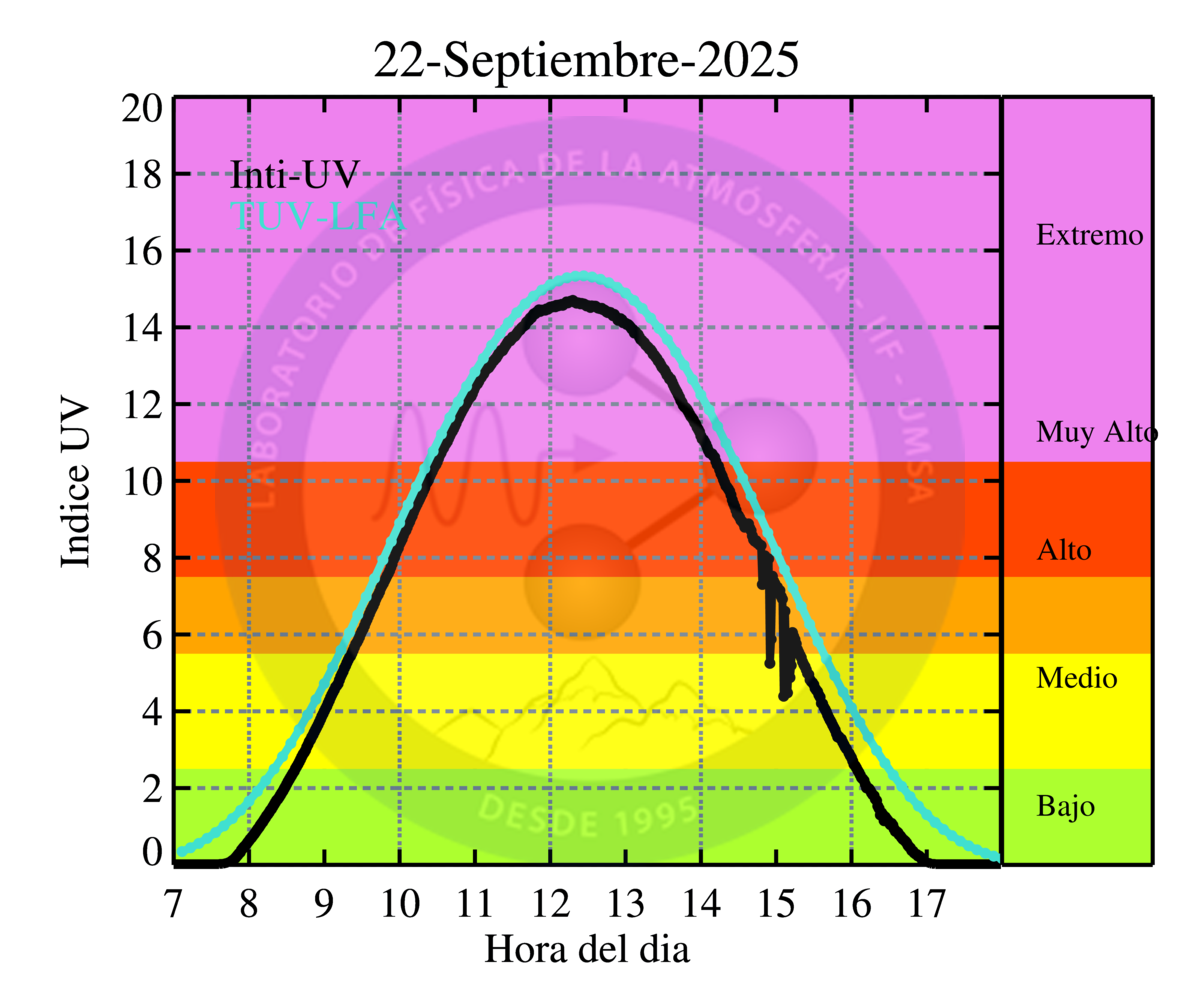 22-Septiembre-2025
20
18
16
14
12
10
8
6
4
2
0
Indice UV
Inti-UV
TUV-LFA
LABORATORIO DE FÍSICA DE LA ATMÓSFERA - IIF - UMSA
DESDE 1995
Extremo
Muy Alto
Alto
Medio
Bajo
7 8 9 10 11 12 13 14 15 16 17
Hora del dia